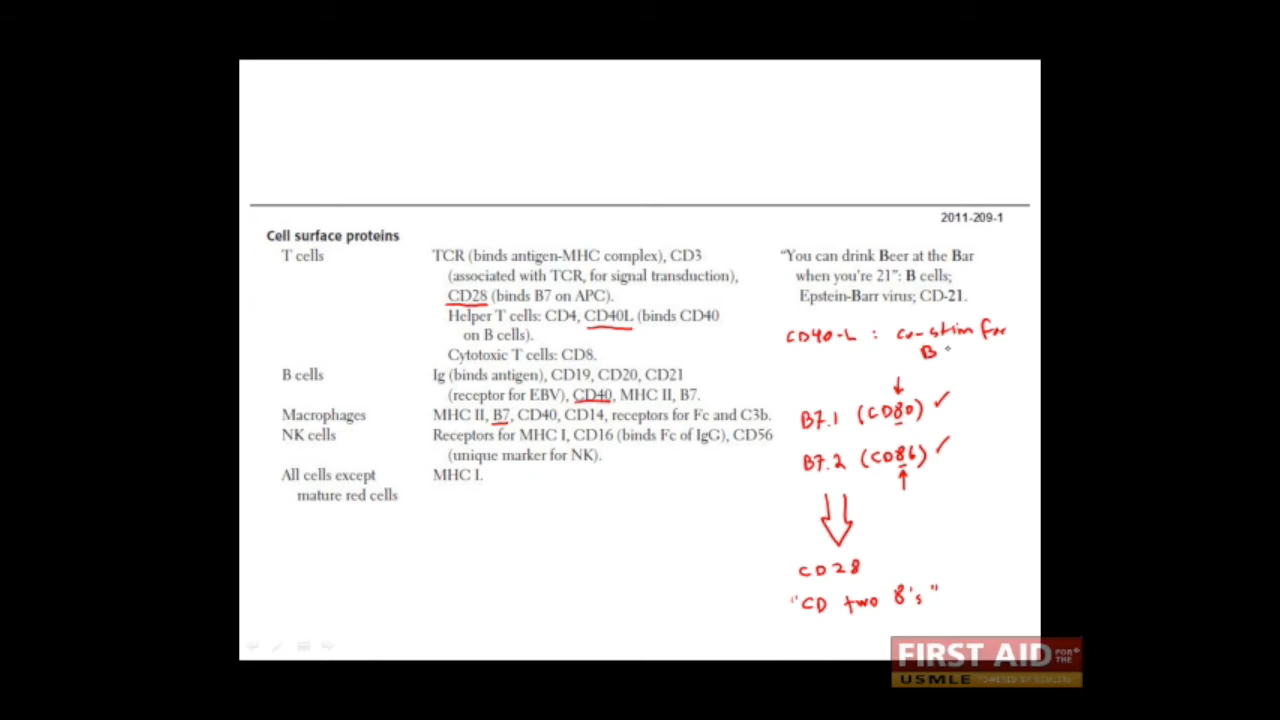 2011-209-1
Cell surface proteins
T cells
TCR (binds antigen-MHC complex), CD3
(associated with TCR, for signal transduction),
CD28 (binds B7 on APC).
Helper T cells: CD4, CD40L (binds CD40
on B cells).
Cytotoxic T cells: CD8.
B cells
Ig (binds antigen), CD19, CD20, CD21
(receptor for EBV), CD40, MHC II, B7.
Macrophages
MHC II, B7, CD40, CD14, receptors for Fc and C3b.
NK cells
Receptors for MHC I, CD16 (binds Fc of IgG), CD56
(unique marker for NK).
All cells except
mature red cells
MHC I.
"You can drink Beer at the Bar
when you're 21": B cells;
Epstein-Barr virus; CD-21.
CD40-L : co-stim for
B
B7.1 (CD80) ✓
B7.2 (CD86) ✓
CD28
"CD two 8's"
FIRST AID FOR THE®
USMLE